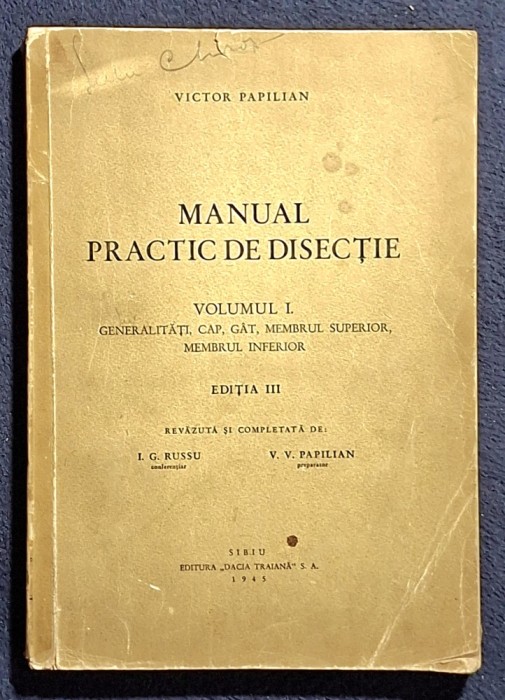 VICTOR PAPILIAN
MANUAL
PRACTIC DE DISECȚIE
VOLUMUL I.
GENERALITĂȚI, CAP, GÂT, MEMBRUL SUPERIOR,
MEMBRUL INFERIOR
EDIȚIA III
REVĂZUTĂ ȘI COMPLETATĂ DE:
I. G. RUSSU V. V. PAPILIAN
conferențiar preparator
SIBIU
EDITURA „DACIA TRAIANĂ" S. A.
1945